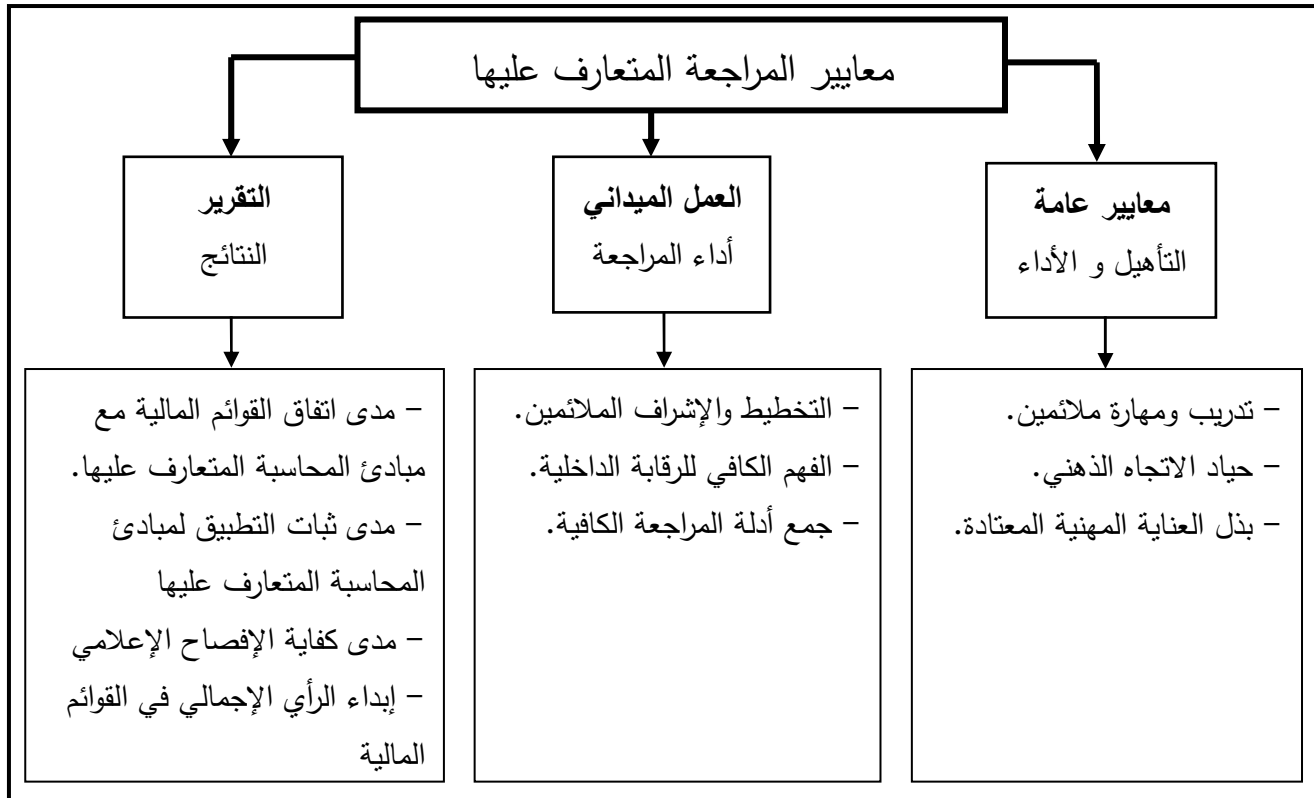 معايير المراجعة المتعارف عليها
معايير عامة
التأهيل و الأداء
العمل الميداني
أداء المراجعة
التقرير
النتائج
– تدريب ومهارة ملائمين.
– حياد الاتجاه الذهني.
– بذل العناية المهنية المعتادة.
– التخطيط والإشراف الملائمين.
– الفهم الكافي للرقابة الداخلية.
– جمع أدلة المراجعة الكافية.
– مدى اتفاق القوائم المالية مع
مبادئ المحاسبة المتعارف عليها.
– مدى ثبات التطبيق لمبادئ
المحاسبة المتعارف عليها
– مدى كفاية الإفصاح الإعلامي
– إبداء الرأي الإجمالي في القوائم
المالية